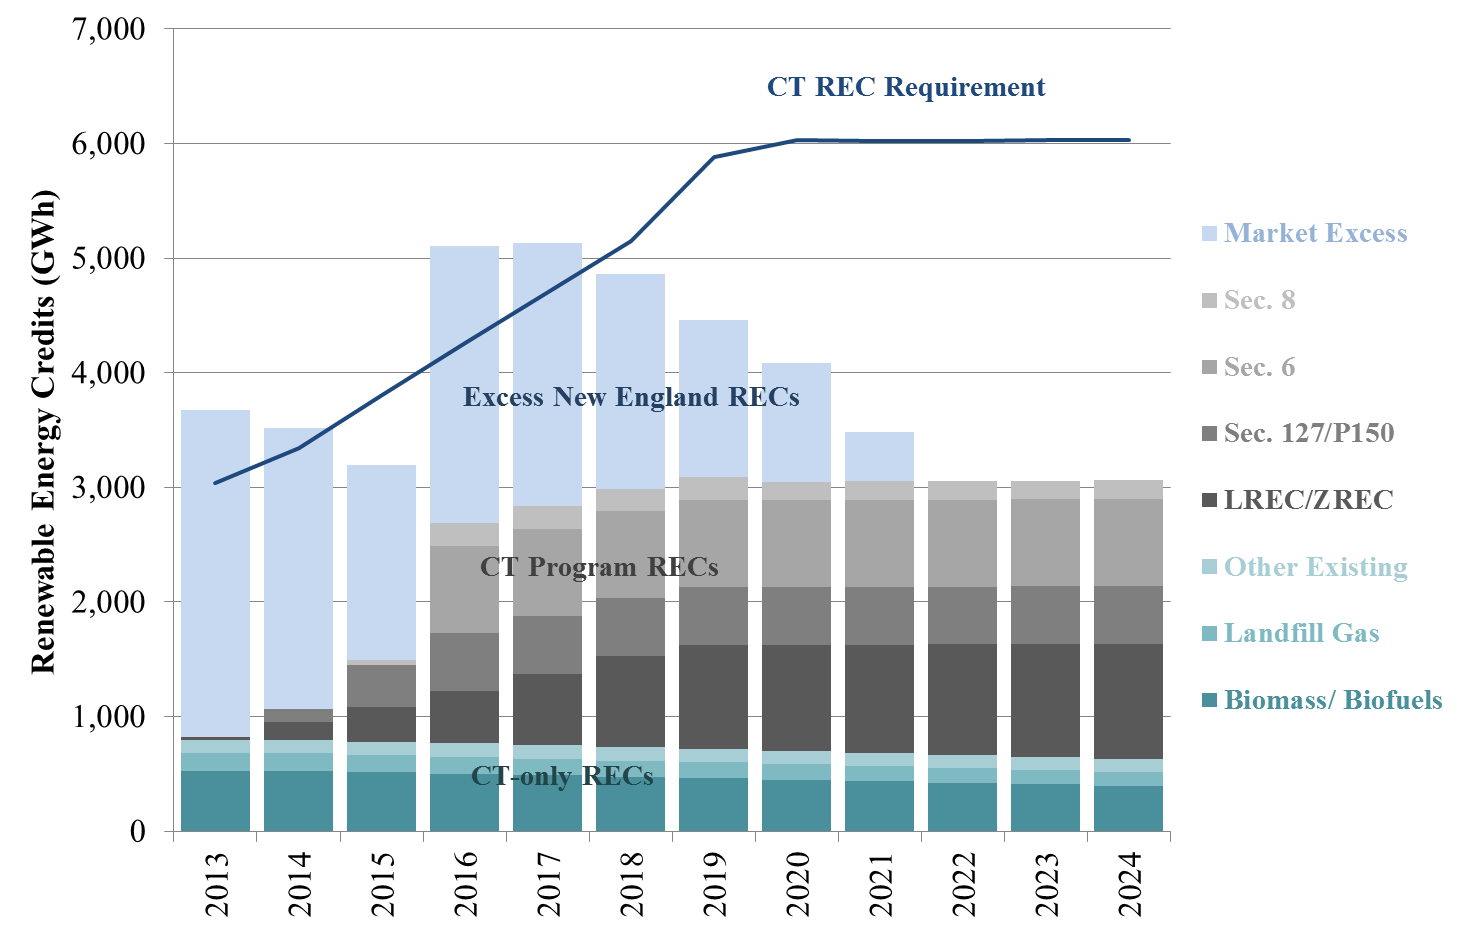 7,000
6,000
5,000
4,000
3,000
2,000
1,000
0
Renewable Energy Credits (GWh)
CT REC Requirement
Excess New England RECs
CT Program RECs
CT-only RECs
2013
2014
2015
2016
2017
2018
2019
2020
2021
2022
2023
2024
Market Excess
Sec. 8
Sec. 6
Sec. 127/P150
LREC/ZREC
Other Existing
Landfill Gas
Biomass/ Biofuels